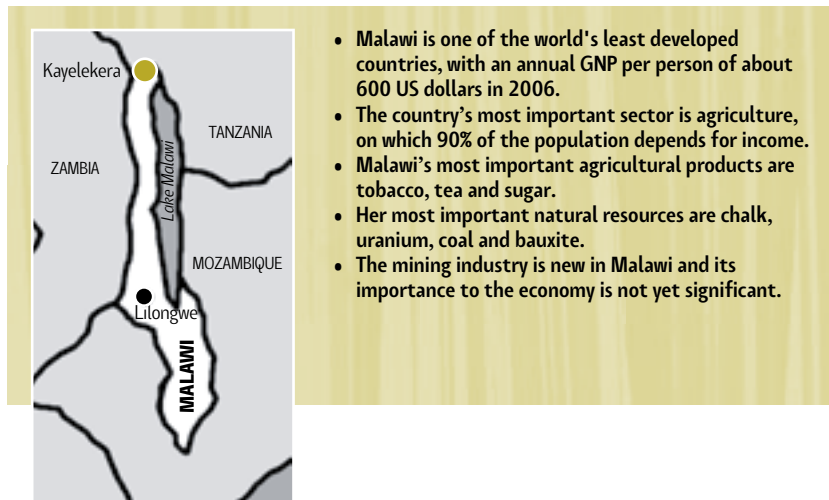 Kayelekera
TANZANIA
ZAMBIA
Lake Malawi
MOZAMBIQUE
Lilongwe
MALAWI
• Malawi is one of the world's least developed
countries, with an annual GNP per person of about
600 US dollars in 2006.
• The country’s most important sector is agriculture,
on which 90% of the population depends for income.
• Malawi’s most important agricultural products are
tobacco, tea and sugar.
• Her most important natural resources are chalk,
uranium, coal and bauxite.
• The mining industry is new in Malawi and its
importance to the economy is not yet significant.